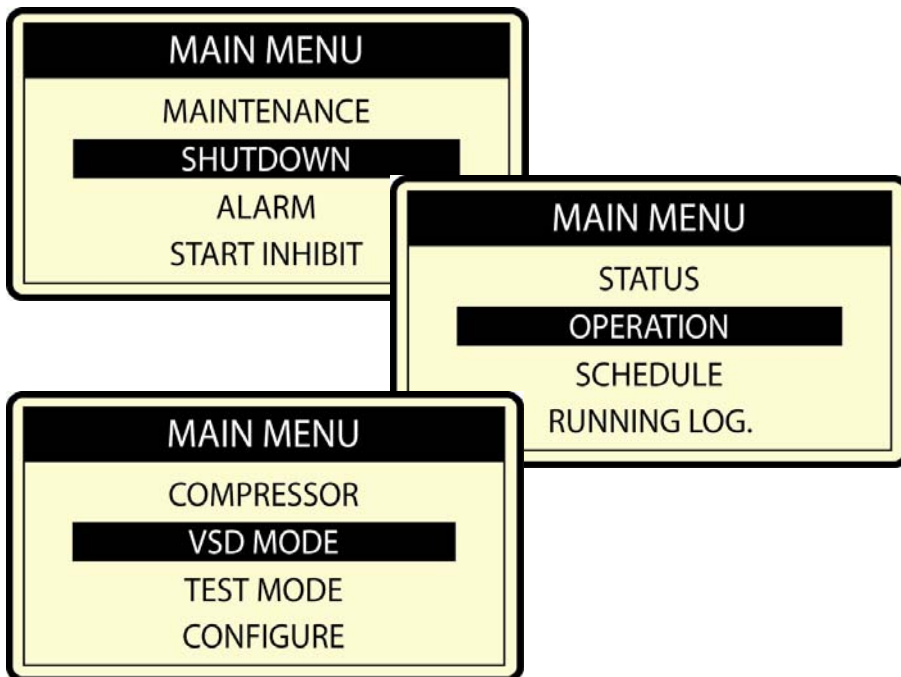 MAIN MENU
MAINTENANCE
SHUTDOWN
ALARM
START INHIBIT
MAIN MENU
STATUS
OPERATION
SCHEDULE
RUNNING LOG.
MAIN MENU
COMPRESSOR
VSD MODE
TEST MODE
CONFIGURE